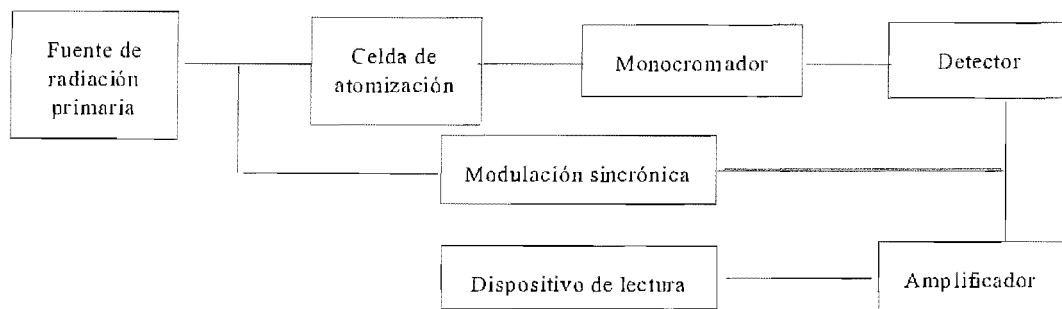 Fuente de
radiación
primaria
Celda de
atomización
Monocromador
Detector
Modulación sincrónica
Dispositivo de lectura
Amplificador